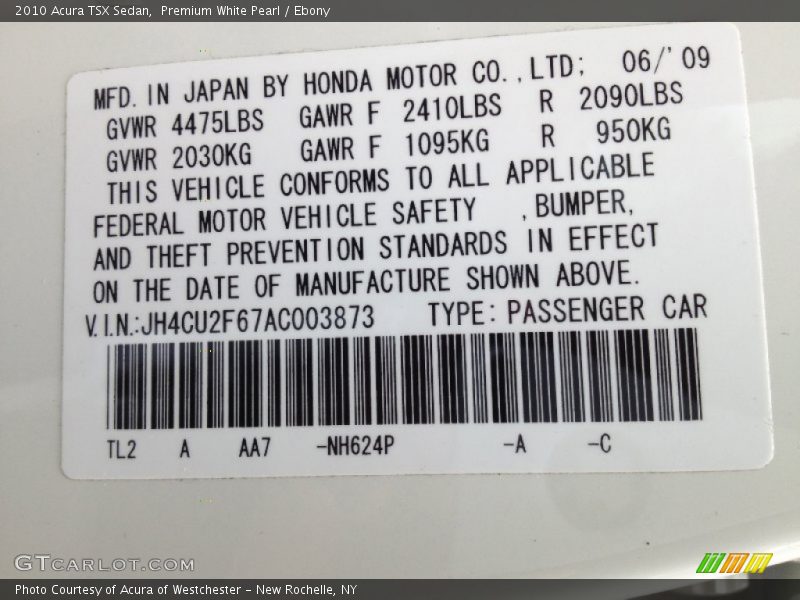 2010 Acura TSX Sedan,  Premium White Pearl / Ebony
MFD. IN JAPAN BY HONDA MOTOR CO.,LTD; 06/'09
GVWR 4475LBS GAWR F 2410LBS R 2090LBS
GVWR 2030KG GAWR F 1095KG R 950KG
THIS VEHICLE CONFORMS TO ALL APPLICABLE
FEDERAL MOTOR VEHICLE SAFETY ,BUMPER,
AND THEFT PREVENTION STANDARDS IN EFFECT
ON THE DATE OF MANUFACTURE SHOWN ABOVE.
V.I.N.:JH4CU2F67AC003873 TYPE: PASSENGER CAR
TL2 A AA7 -NH624P -A -C
GTCARLOT.COM
Photo Courtesy of Acura of Westchester - New Rochelle, NY